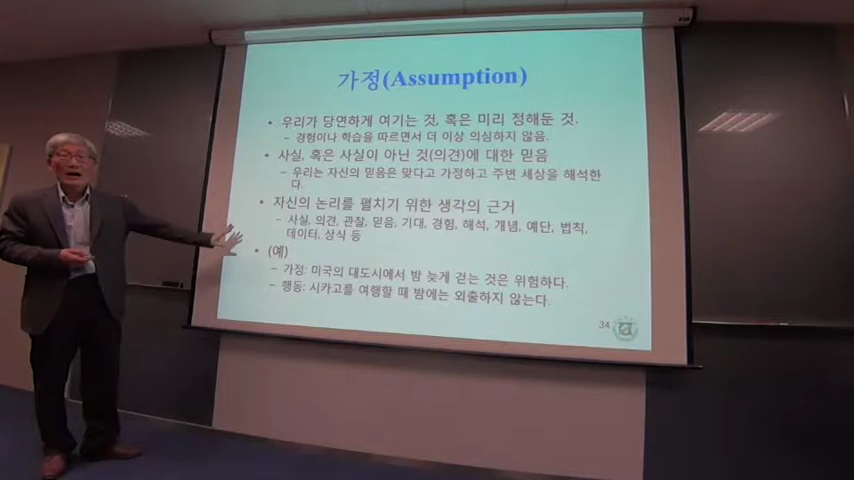 가정(Assumption)
• 우리가 당연하게 여기는 것, 혹은 미리 정해둔 것.
– 경험이나 학습을 따르면서 더 이상 의심하지 않음.
• 사실, 혹은 사실이 아닌 것(의견)에 대한 믿음
– 우리는 자신의 믿음은 맞다고 가정하고 주변 세상을 해석한
다.
• 자신의 논리를 펼치기 위한 생각의 근거
– 사실, 의견, 관찰, 믿음, 기대, 경험, 해석, 개념, 예단, 법칙,
데이터, 상식 등
• (예)
– 가정: 미국의 대도시에서 밤 늦게 걷는 것은 위험하다.
– 행동: 시카고를 여행할 때 밤에는 외출하지 않는다.
34